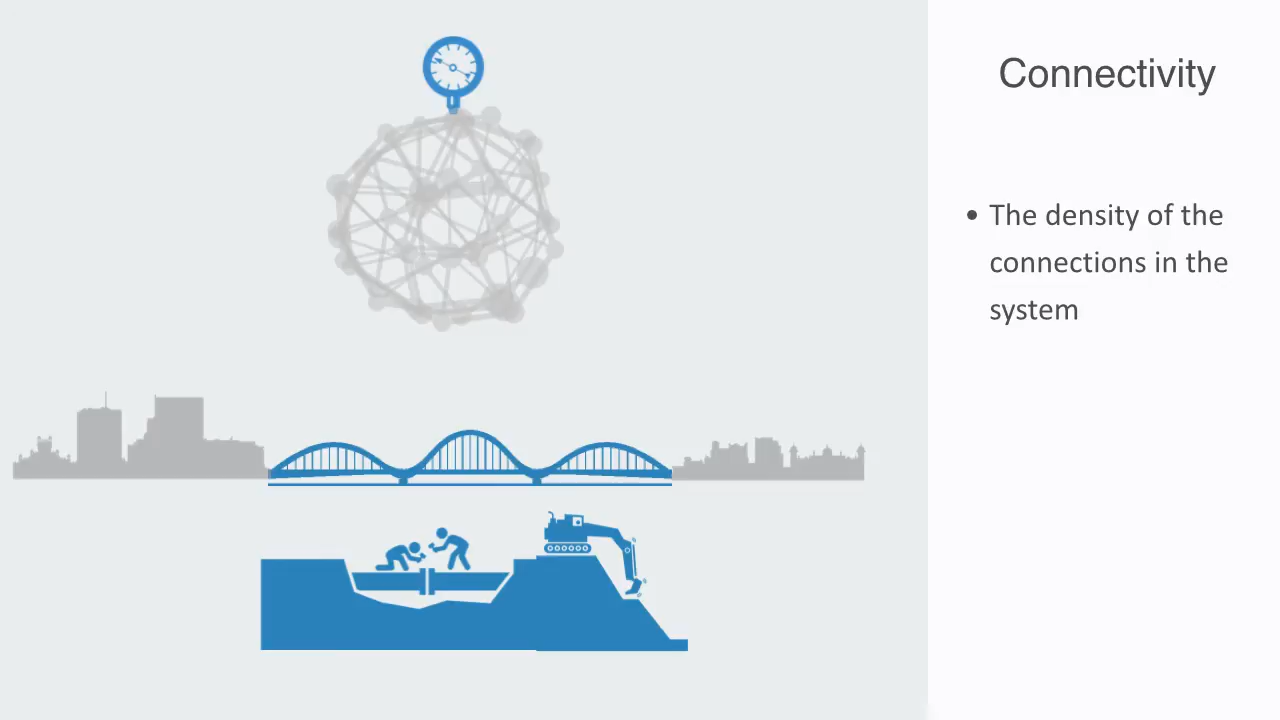 Connectivity
• The density of the
connections in the
system